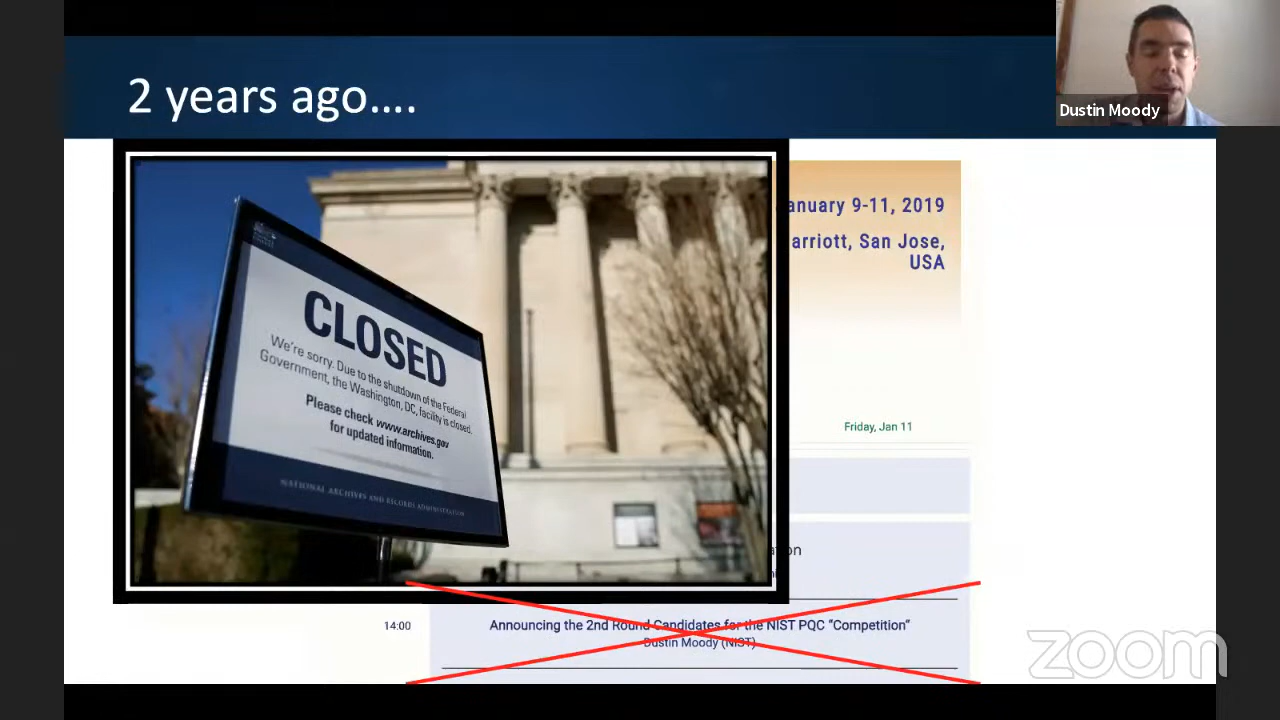 2 years ago....
Dustin Moody
anuary 9-11, 2019
arriott, San Jose,
USA
CLOSED
We're sorry. Due to the shutdown of the Federal
Government, the Washington, DC, facility is closed.
Please check www.archives.gov
for updated information.
NATIONAL ARCHIVES AND RECORDS ADMINISTRATION
Friday, Jan 11
14:00
Announcing the 2nd Round Candidates for the NIST PQC "Competition"
Dustin Moody (NIST)
zoom